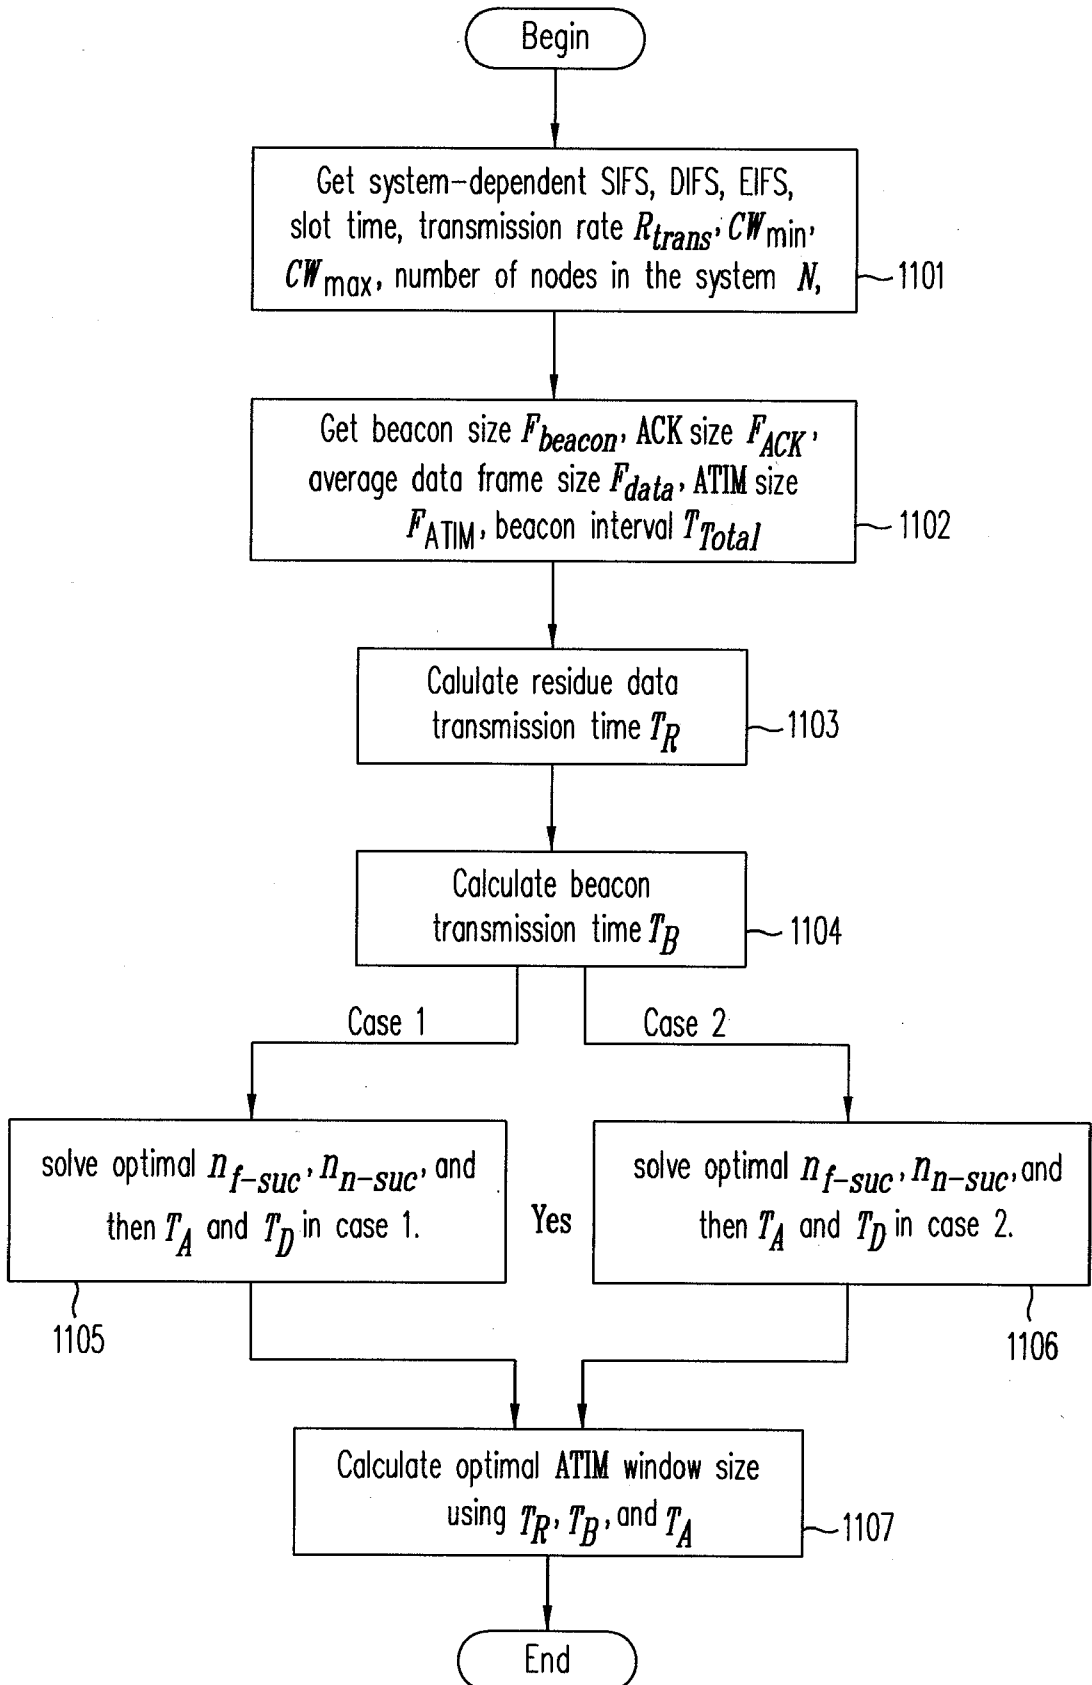 Begin
Get system-dependent SIFS, DIFS, EIFS,
slot time, transmission rate R_trans, CW_min,
CW_max, number of nodes in the system N,
1101
Get beacon size F_beacon, ACK size F_ACK,
average data frame size F_data, ATIM size
F_ATIM, beacon interval T_Total
1102
Calulate residue data
transmission time T_R
1103
Calculate beacon
transmission time T_B
1104
Case 1
Case 2
solve optimal n_f-suc, n_n-suc, and
then T_A and T_D in case 1.
1105
Yes
solve optimal n_f-suc, n_n-suc, and
then T_A and T_D in case 2.
1106
Calculate optimal ATIM window size
using T_R, T_B, and T_A
1107
End